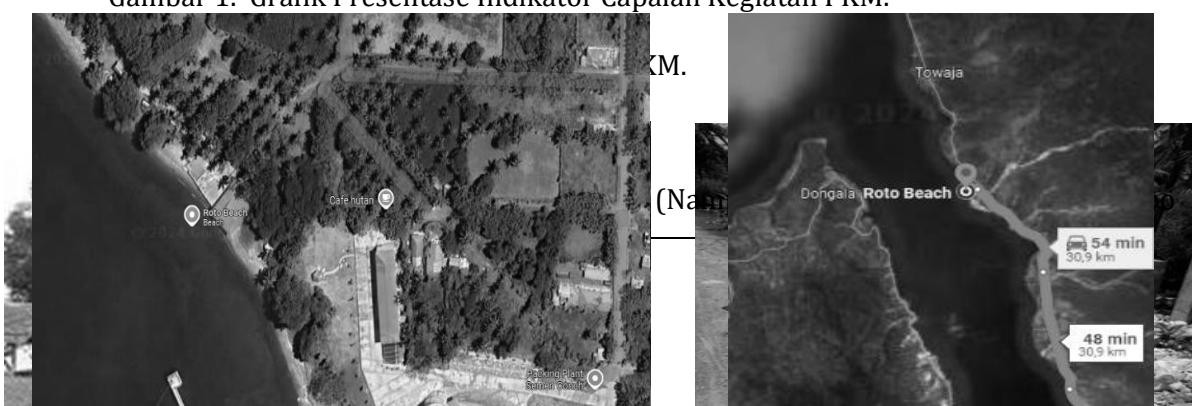 Gambar 1. Grafik Presentase Indikator Capaian Kegiatan PKM.
KM.
(Nam
Roto Beach
Beach
Cafe hutan
Packing Plant
Towaja
Dongala
Roto Beach
54 min
30,9 km
48 min
30,9 km